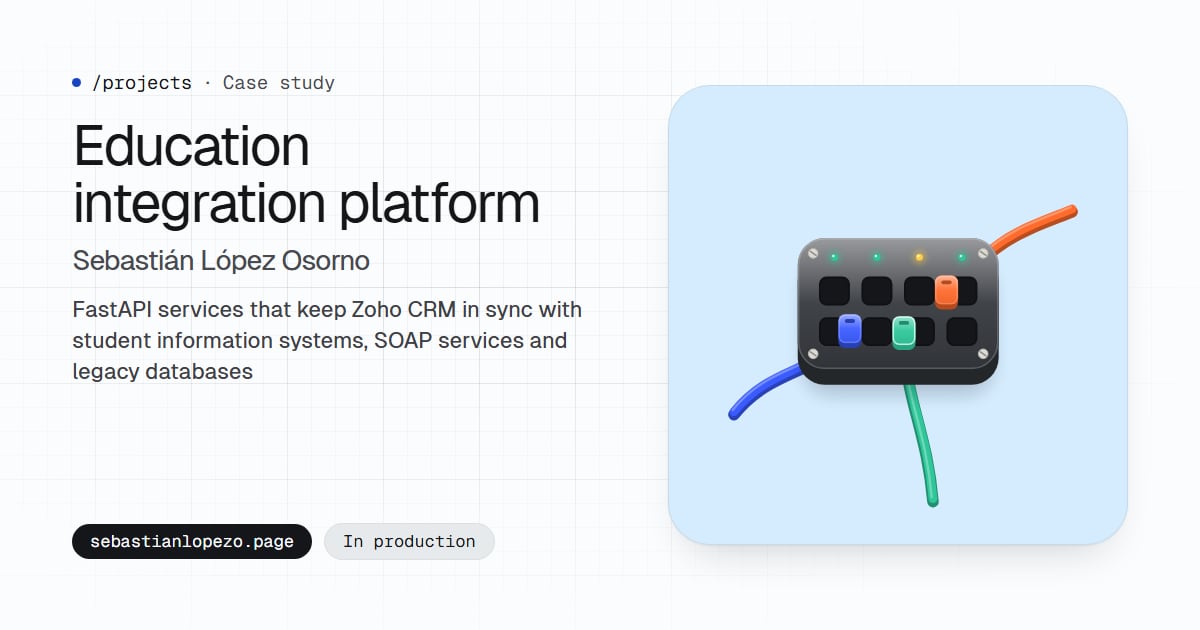 /projects · Case study
Education
integration platform
Sebastián López Osorno
FastAPI services that keep Zoho CRM in sync with
student information systems, SOAP services and
legacy databases
sebastianlopezo.page
In production